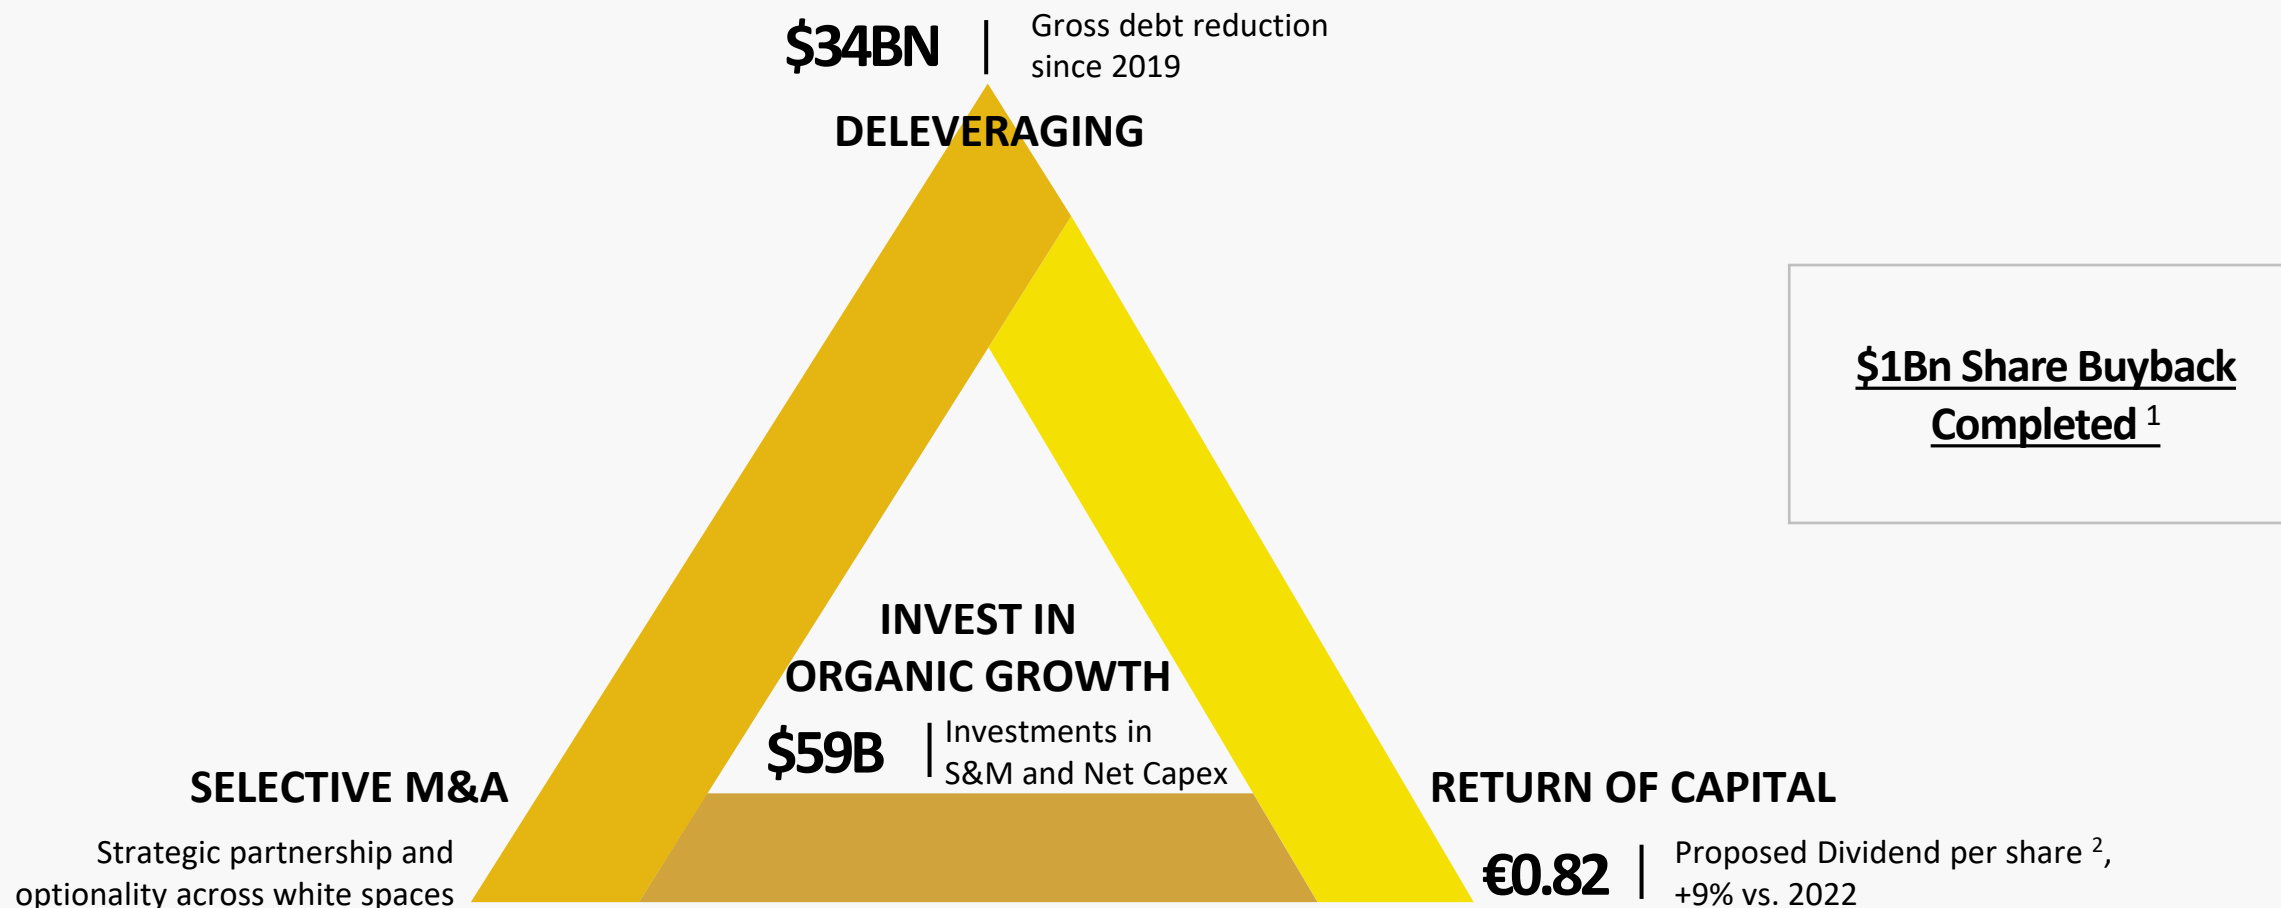 $34BN
Gross debt reduction
since 2019
DELEVERAGING
$1Bn Share Buyback
Completed 1
INVEST IN
ORGANIC GROWTH
$59B
Investments in
S&M and Net Capex
SELECTIVE M&A
Strategic partnership and
optionality across white spaces
RETURN OF CAPITAL
€0.82
Proposed Dividend per share 2,
+9% vs. 2022